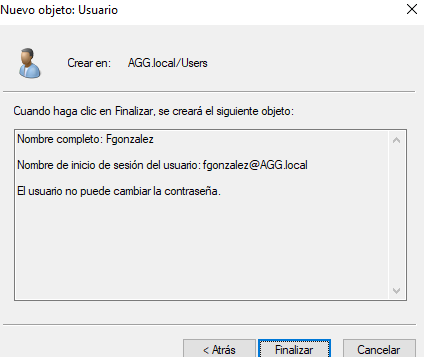 Nuevo objeto: Usuario
Crear en: AGG.local/Users
Cuando haga clic en Finalizar, se creará el siguiente objeto:
Nombre completo: Fgonzalez
Nombre de inicio de sesión del usuario: fgonzalez@AGG.local
El usuario no puede cambiar la contraseña.
< Atrás Finalizar Cancelar